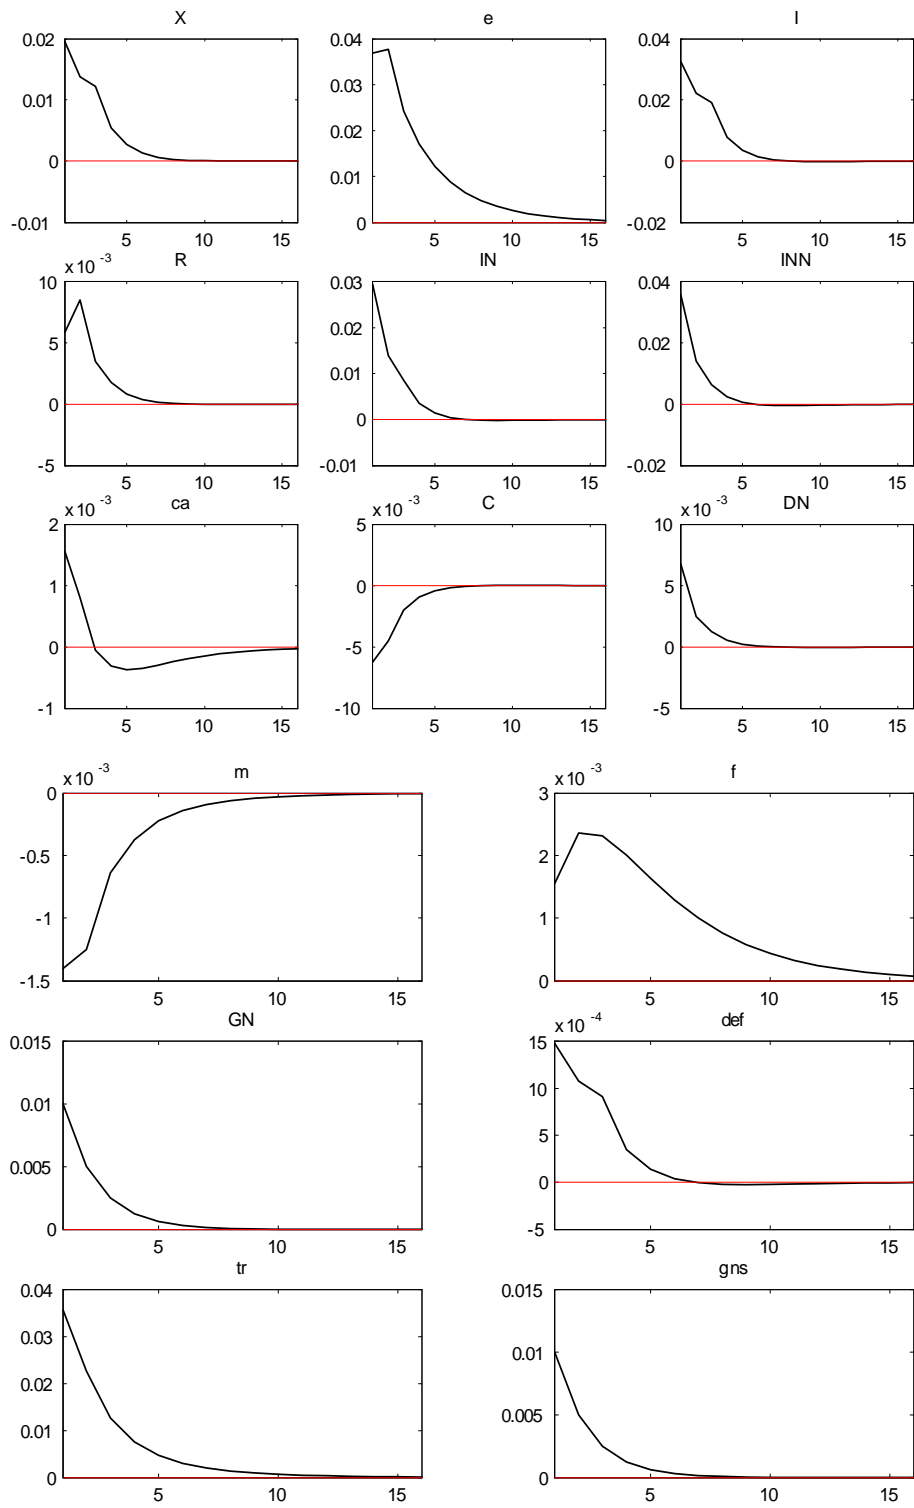 X e I
0.02 0.04 0.04
0.03
0.01 0.02
0.02
0 0
0.01
-0.01 0 -0.02
5 10 15 5 10 15 5 10 15
x 10 -3 R IN INN
10 0.03 0.04
0.02
5 0.02
0.01
0 0 0
-5 -0.01 -0.02
5 10 15 5 10 15 5 10 15
x 10 -3 ca x 10 -3 C x 10 -3 DN
2 5 10
1 0 5
0 -5 0
-1 -10 -5
5 10 15 5 10 15 5 10 15
x 10 -3 m x 10 -3 f
0 3
-0.5 2
-1 1
-1.5 0
5 10 15 5 10 15
GN x 10 -4 def
0.015 15
10
0.01
5
0.005
0
0 -5
5 10 15 5 10 15
tr gns
0.04 0.015
0.03
0.01
0.02
0.005
0.01
0 0
5 10 15 5 10 15